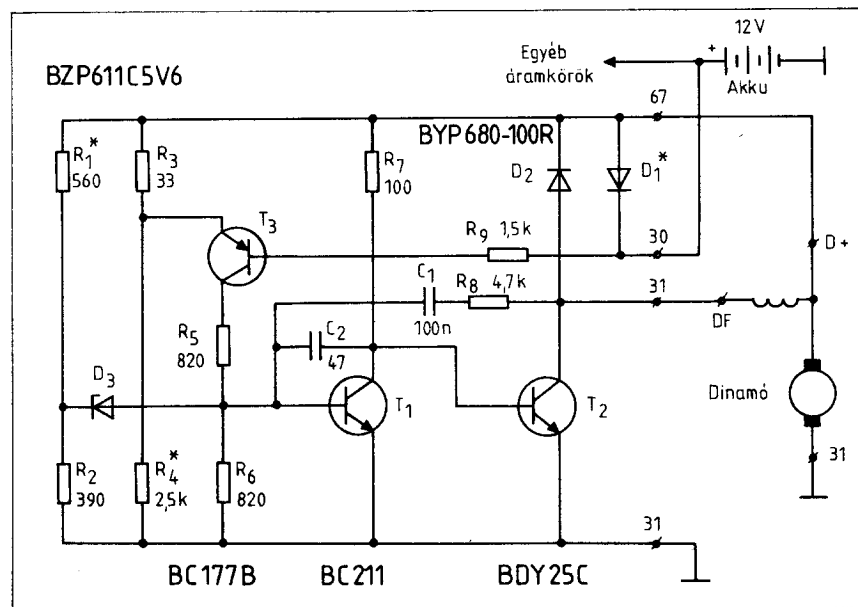 12V
Egyéb
áramkörök
+
Akku
BZP611C5V6
67
BYP680-100R
R1*
560
R3
33
R7
100
D2
D1*
T3
R9 1,5k
30
D+
C1
R8 4,7k
31
100n
DF
R5
820
C2
47
D3
T1
T2
Dinamó
R2
390
R4*
2,5k
R6
820
31
31
BC177B
BC211
BDY25C